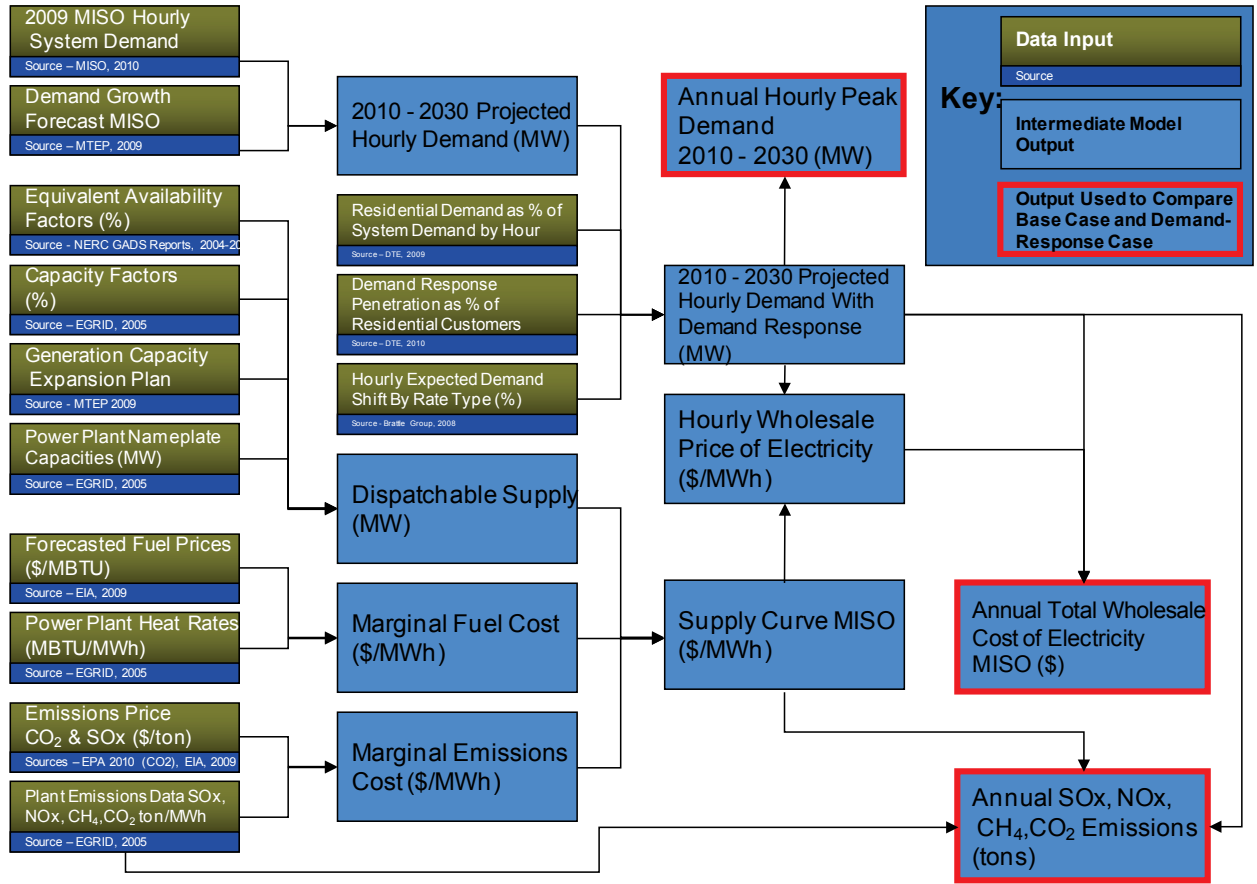 2009 MISO Hourly
System Demand
Source – MISO, 2010
Demand Growth
Forecast MISO
Source – MTEP, 2009
Equivalent Availability
Factors (%)
Source - NERC GADS Reports, 2004-20
Capacity Factors
(%)
Source – EGRID, 2005
Generation Capacity
Expansion Plan
Source - MTEP 2009
Power Plant Nameplate
Capacities (MW)
Source – EGRID, 2005
Forecasted Fuel Prices
($/MBTU)
Source – EIA, 2009
Power Plant Heat Rates
(MBTU/MWh)
Source – EGRID, 2005
Emissions Price
CO₂ & SOx ($/ton)
Sources – EPA 2010 (CO2), EIA, 2009
Plant Emissions Data SOx,
NOx, CH₄,CO₂ ton/MWh
Source – EGRID, 2005
2010 - 2030 Projected
Hourly Demand (MW)
Residential Demand as % of
System Demand by Hour
Source – DTE, 2009
Demand Response
Penetration as % of
Residential Customers
Source – DTE, 2010
Hourly Expected Demand
Shift By Rate Type (%)
Source - Brattle Group, 2008
Dispatchable Supply
(MW)
Marginal Fuel Cost
($/MWh)
Marginal Emissions
Cost ($/MWh)
Annual Hourly Peak
Demand
2010 - 2030 (MW)
2010 - 2030 Projected
Hourly Demand With
Demand Response
(MW)
Hourly Wholesale
Price of Electricity
($/MWh)
Supply Curve MISO
($/MWh)
Key:
Data Input
Source
Intermediate Model
Output
Output Used to Compare
Base Case and Demand-
Response Case
Annual Total Wholesale
Cost of Electricity
MISO ($)
Annual SOx, NOx,
CH₄,CO₂ Emissions
(tons)